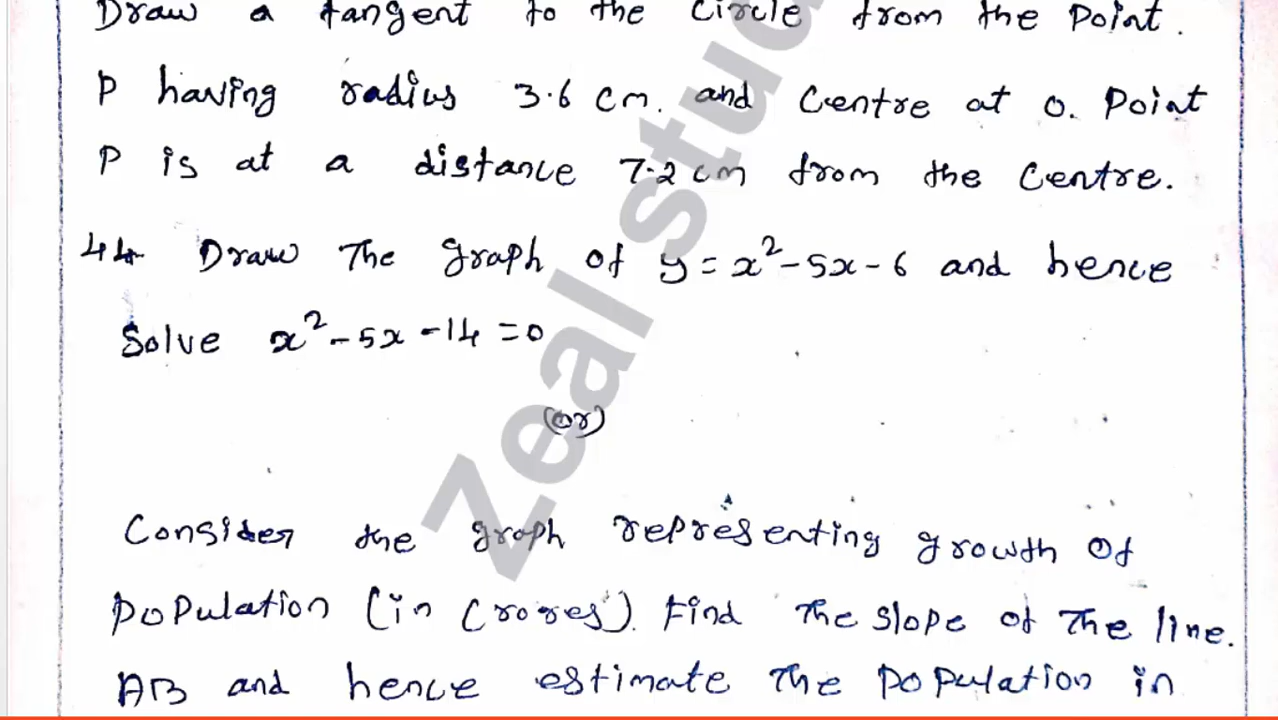 Draw a tangent to the circle from the point.
P having radius 3.6 cm. and Centre at O. Point
P is at a distance 7.2 cm from the Centre.
44 Draw The graph of y = x² - 5x - 6 and hence
Solve x² - 5x - 14 = 0
(or)
Consider the graph representing growth of
Population (in Crores). Find The slope of The line.
AB and hence estimate The Population in
Zeal stud